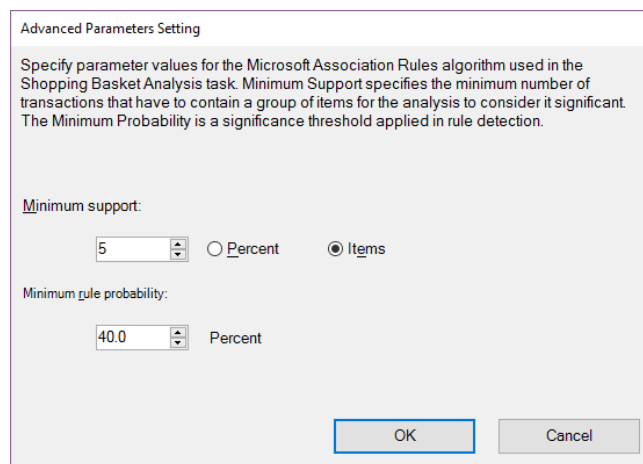 Advanced Parameters Setting
Specify parameter values for the Microsoft Association Rules algorithm used in the
Shopping Basket Analysis task. Minimum Support specifies the minimum number of
transactions that have to contain a group of items for the analysis to consider it significant.
The Minimum Probability is a significance threshold applied in rule detection.
Minimum support:
5 Percent Items
Minimum rule probability:
40.0 Percent
OK Cancel